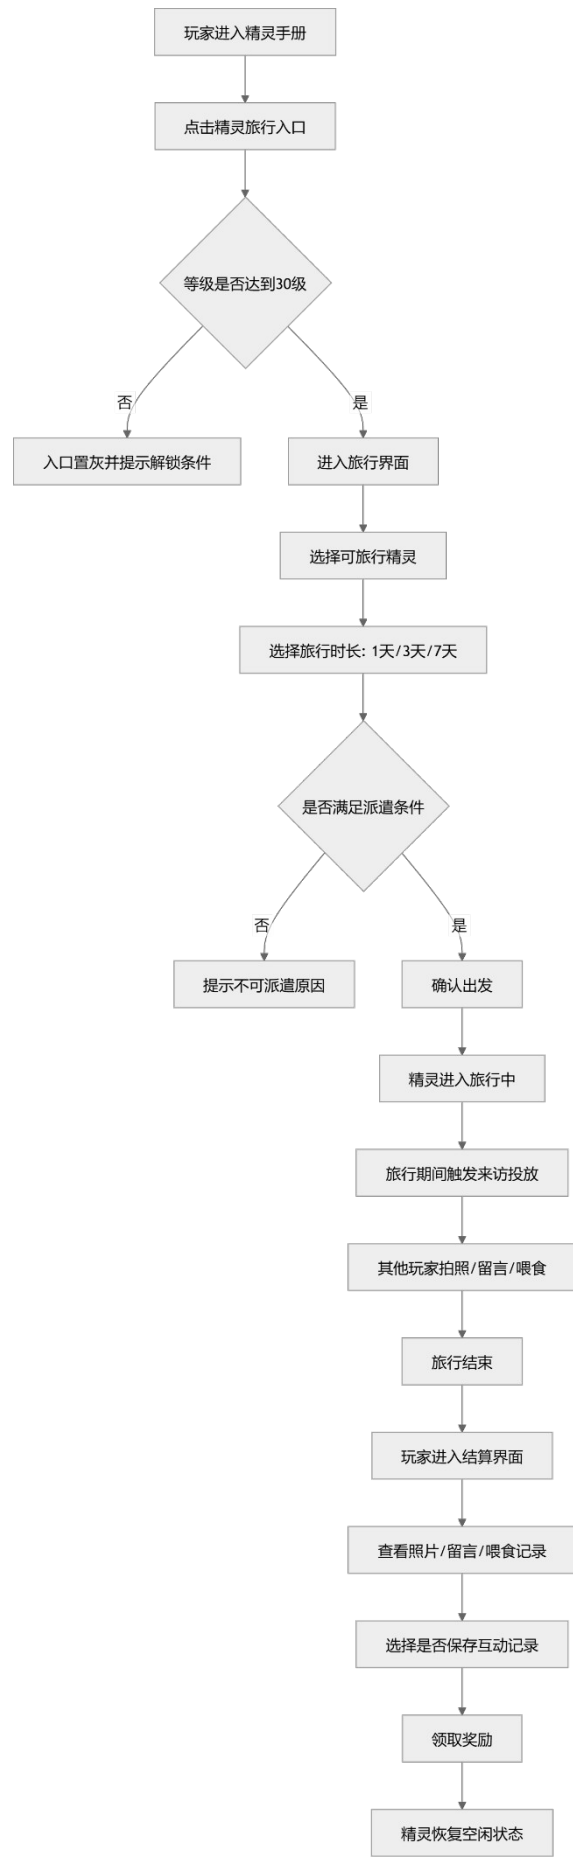 玩家进入精灵手册
点击精灵旅行入口
等级是否达到30级
否
是
入口置灰并提示解锁条件
进入旅行界面
选择可旅行精灵
选择旅行时长: 1天/3天/7天
是否满足派遣条件
否
是
提示不可派遣原因
确认出发
精灵进入旅行中
旅行期间触发来访投放
其他玩家拍照/留言/喂食
旅行结束
玩家进入结算界面
查看照片/留言/喂食记录
选择是否保存互动记录
领取奖励
精灵恢复空闲状态